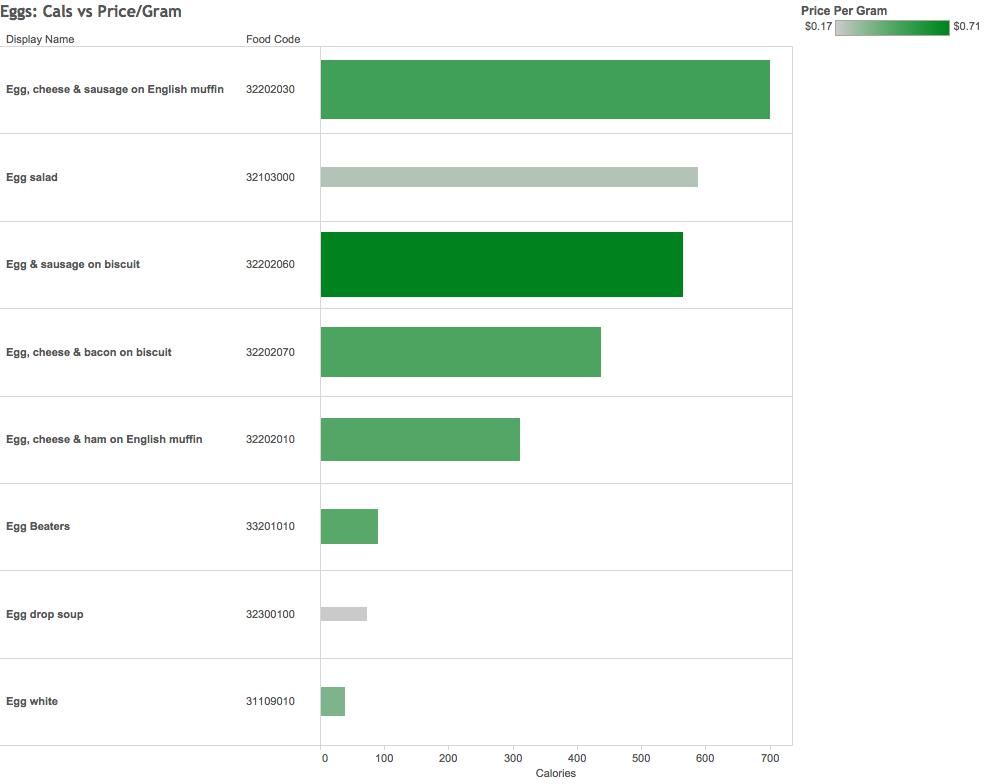 Eggs: Cals vs Price/Gram
Price Per Gram
$0.17 $0.71
Display Name Food Code
Egg, cheese & sausage on English muffin 32202030
Egg salad 32103000
Egg & sausage on biscuit 32202060
Egg, cheese & bacon on biscuit 32202070
Egg, cheese & ham on English muffin 32202010
Egg Beaters 33201010
Egg drop soup 32300100
Egg white 31109010
0 100 200 300 400 500 600 700
Calories